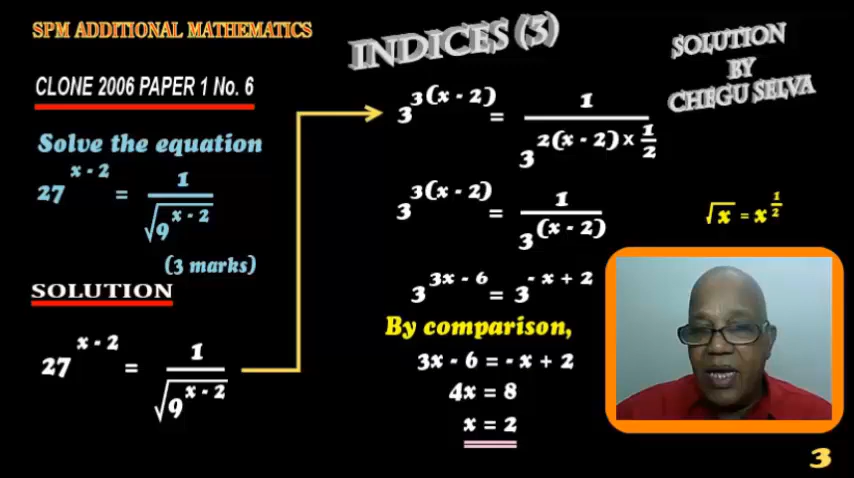 SPM ADDITIONAL MATHEMATICS
CLONE 2006 PAPER 1 No. 6
Solve the equation
27^(x - 2) = 1/√(9^(x - 2))
(3 marks)
SOLUTION
27^(x - 2) = 1/√(9^(x - 2))
INDICES (3)
3^(3(x - 2)) = 1/3^(2(x - 2) × 1/2)
3^(3(x - 2)) = 1/3^((x - 2))
3^(3x - 6) = 3^(- x + 2)
By comparison,
3x - 6 = - x + 2
4x = 8
x = 2
SOLUTION
BY
CHEGU SELVA
√x = x^(1/2)
3